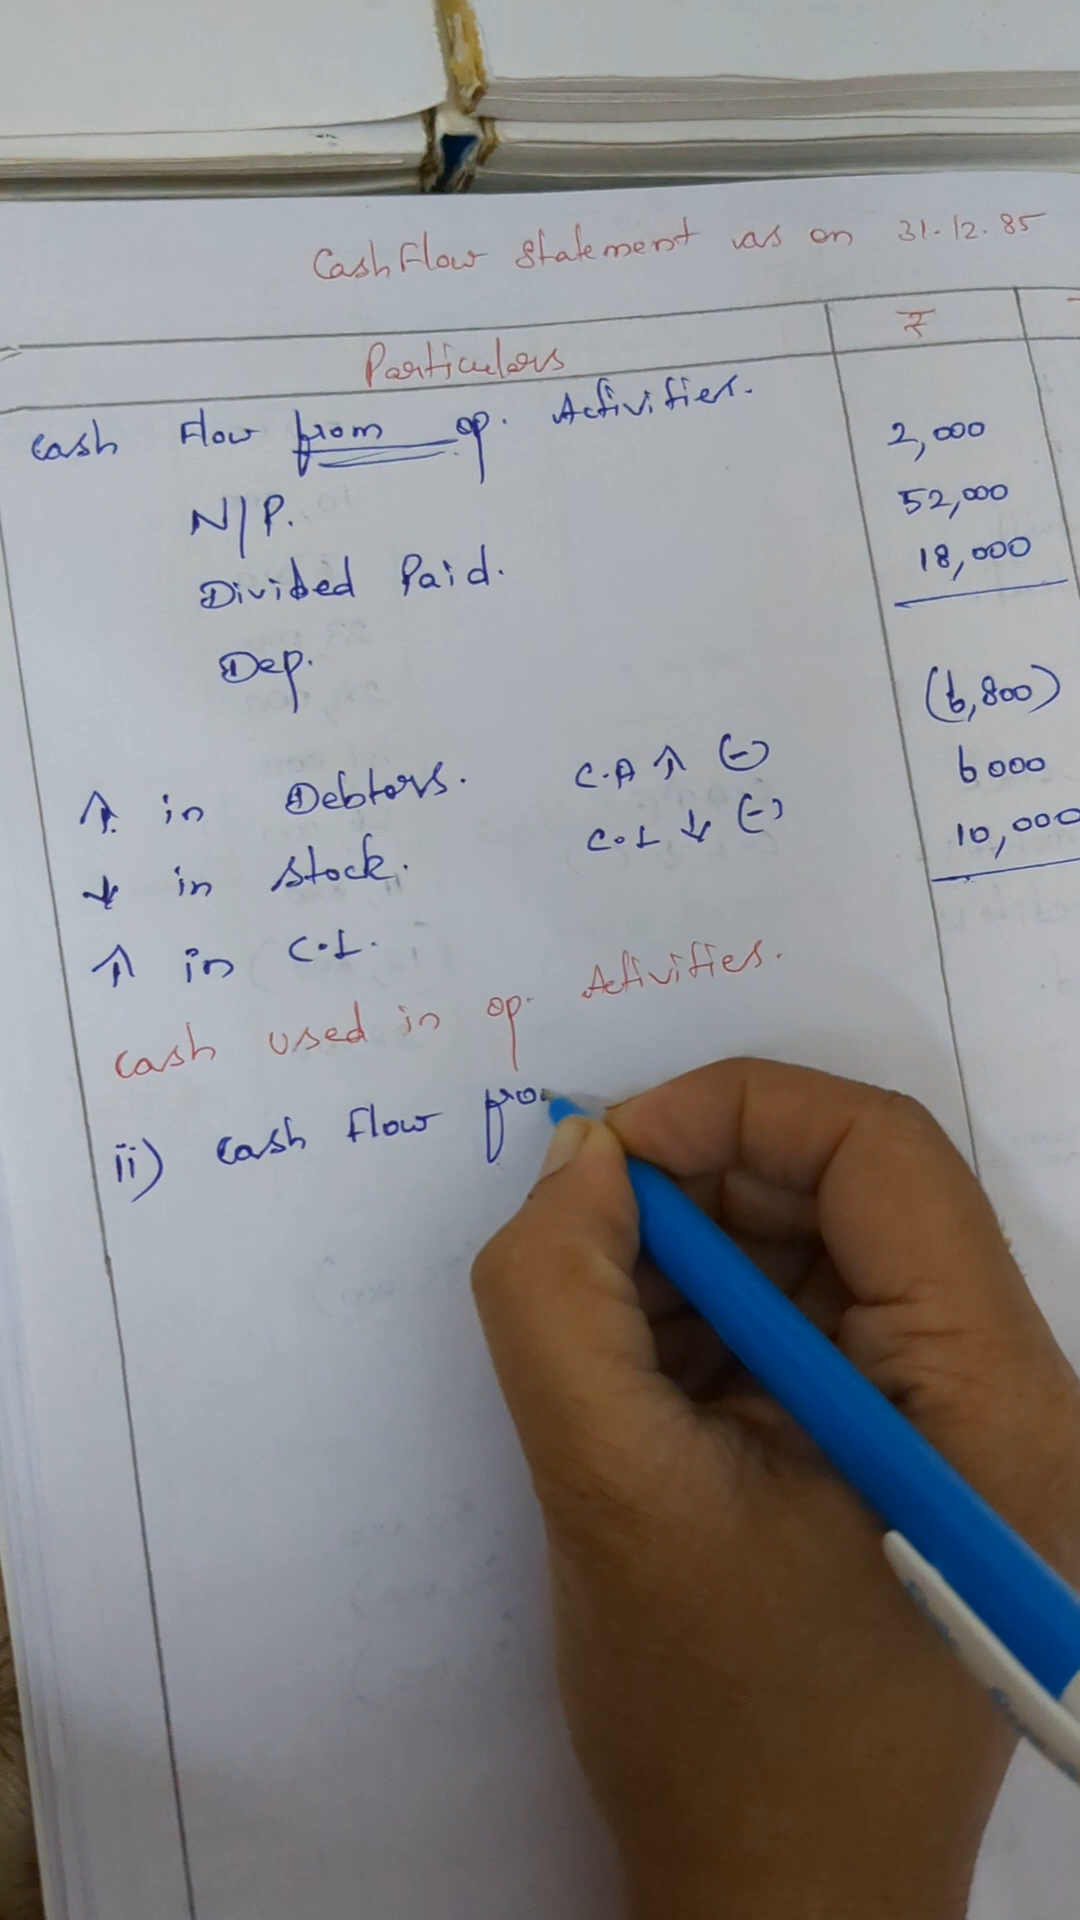 Cash Flow Statement as on 31.12.85
Particulars ₹
Cash Flow from op. Activities.
N/P. 2,000
Divided Paid. 52,000
Dep. 18,000
↑ in Debtors. C.A ↑ (-) (6,800)
↓ in Stock. C.L ↓ (-) 6000
↑ in C.L. 10,000
Cash used in op. Activities.
ii) Cash flow fro